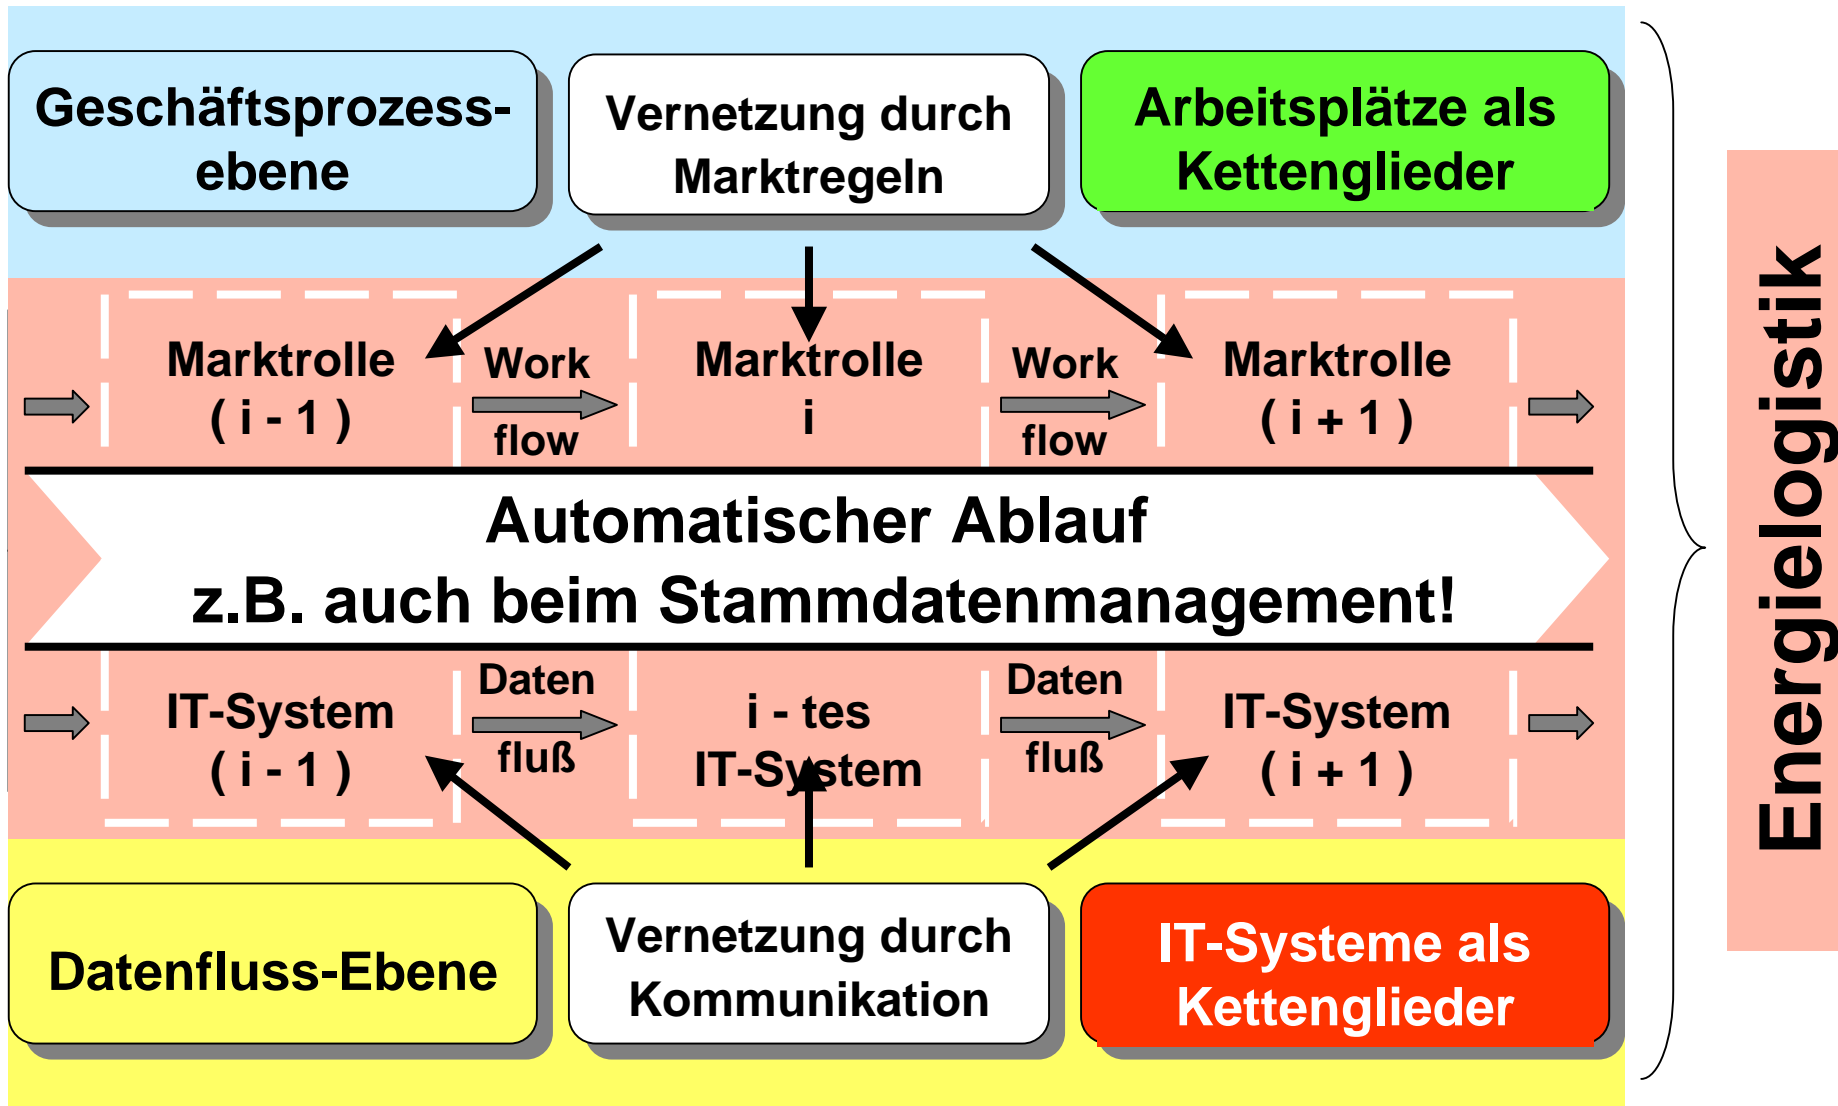 Geschäftsprozess-
ebene
Vernetzung durch
Marktregeln
Arbeitsplätze als
Kettenglieder
Marktrolle
( i - 1 )
Work
flow
Marktrolle
i
Work
flow
Marktrolle
( i + 1 )
Automatischer Ablauf
z.B. auch beim Stammdatenmanagement!
IT-System
( i - 1 )
Daten
fluß
i - tes
IT-System
Daten
fluß
IT-System
( i + 1 )
Datenfluss-Ebene
Vernetzung durch
Kommunikation
IT-Systeme als
Kettenglieder
Energielogistik